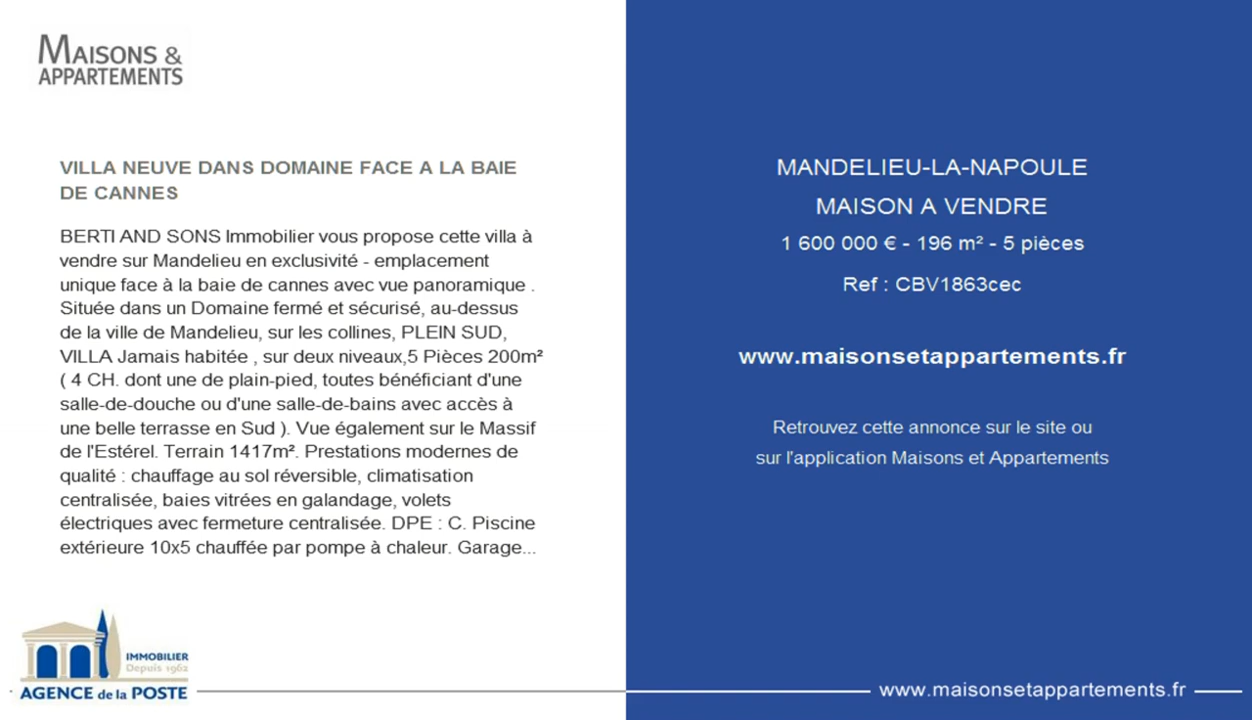 MAISONS &
APPARTEMENTS
VILLA NEUVE DANS DOMAINE FACE A LA BAIE
DE CANNES
BERTI AND SONS Immobilier vous propose cette villa à
vendre sur Mandelieu en exclusivité - emplacement
unique face à la baie de cannes avec vue panoramique .
Située dans un Domaine fermé et sécurisé, au-dessus
de la ville de Mandelieu, sur les collines, PLEIN SUD,
VILLA Jamais habitée , sur deux niveaux,5 Pièces 200m²
( 4 CH. dont une de plain-pied, toutes bénéficiant d'une
salle-de-douche ou d'une salle-de-bains avec accès à
une belle terrasse en Sud ). Vue également sur le Massif
de l'Estérel. Terrain 1417m². Prestations modernes de
qualité : chauffage au sol réversible, climatisation
centralisée, baies vitrées en galandage, volets
électriques avec fermeture centralisée. DPE : C. Piscine
extérieure 10x5 chauffée par pompe à chaleur. Garage...
IMMOBILIER
Depuis 1962
AGENCE de la POSTE
MANDELIEU-LA-NAPOULE
MAISON A VENDRE
1 600 000 € - 196 m² - 5 pièces
Ref : CBV1863cec
www.maisonsetappartements.fr
Retrouvez cette annonce sur le site ou
sur l'application Maisons et Appartements
www.maisonsetappartements.fr